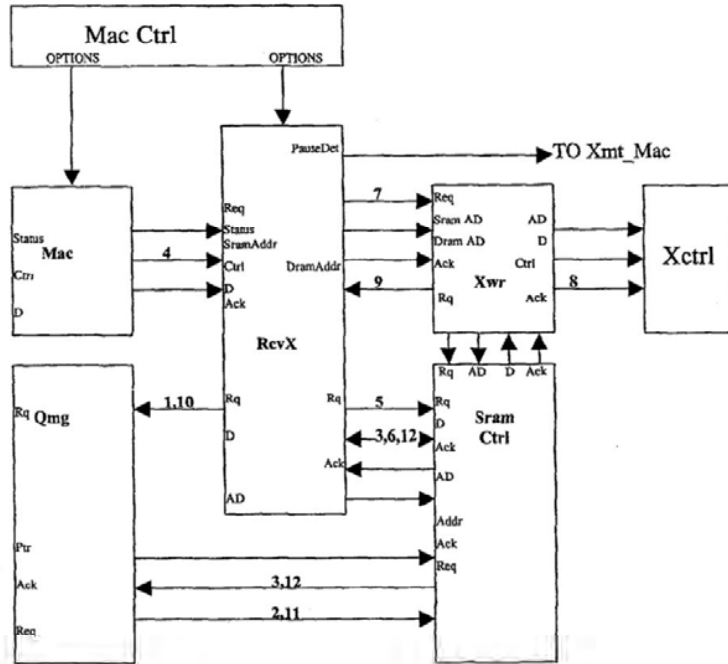 Mac Ctrl
OPTIONS
OPTIONS
PauseDet
TO Xmt_Mac
Req
Status
SramAddr
Ctrl
D
Ack
DramAddr
RcvX
Rq
D
AD
Rq
Ack
Status
Mac
Ctrl
D
4
7
9
Req
Sram AD
Dram AD
Ack
Rq
Xwr
AD
D
Ctrl
Ack
8
Xctrl
Rq
AD
D
Ack
Rq
D
Ack
AD
Addr
Ack
Req
Sram
Ctrl
1,10
5
3,6,12
Rq
Qmg
Ptr
Ack
Req
3,12
2,11